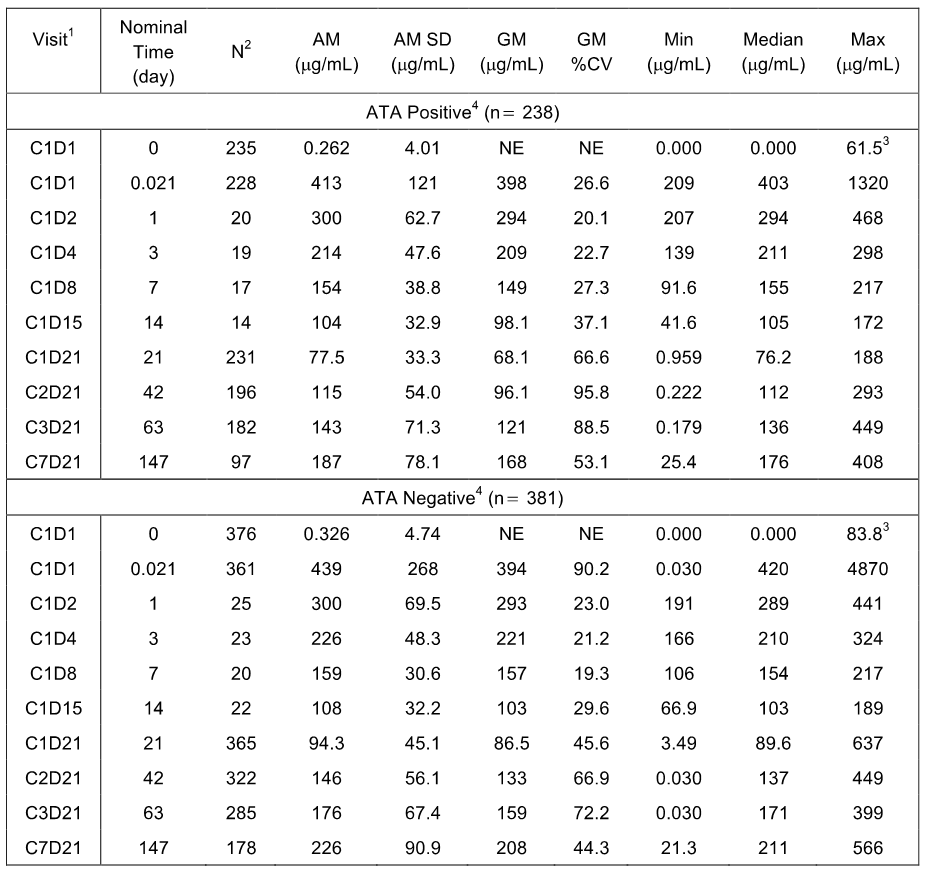 Visit1 Nominal Time (day) N2 AM (μg/mL) AM SD (μg/mL) GM (μg/mL) GM %CV Min (μg/mL) Median (μg/mL) Max (μg/mL)
ATA Positive4 (n= 238)
C1D1 0 235 0.262 4.01 NE NE 0.000 0.000 61.53
C1D1 0.021 228 413 121 398 26.6 209 403 1320
C1D2 1 20 300 62.7 294 20.1 207 294 468
C1D4 3 19 214 47.6 209 22.7 139 211 298
C1D8 7 17 154 38.8 149 27.3 91.6 155 217
C1D15 14 14 104 32.9 98.1 37.1 41.6 105 172
C1D21 21 231 77.5 33.3 68.1 66.6 0.959 76.2 188
C2D21 42 196 115 54.0 96.1 95.8 0.222 112 293
C3D21 63 182 143 71.3 121 88.5 0.179 136 449
C7D21 147 97 187 78.1 168 53.1 25.4 176 408
ATA Negative4 (n= 381)
C1D1 0 376 0.326 4.74 NE NE 0.000 0.000 83.83
C1D1 0.021 361 439 268 394 90.2 0.030 420 4870
C1D2 1 25 300 69.5 293 23.0 191 289 441
C1D4 3 23 226 48.3 221 21.2 166 210 324
C1D8 7 20 159 30.6 157 19.3 106 154 217
C1D15 14 22 108 32.2 103 29.6 66.9 103 189
C1D21 21 365 94.3 45.1 86.5 45.6 3.49 89.6 637
C2D21 42 322 146 56.1 133 66.9 0.030 137 449
C3D21 63 285 176 67.4 159 72.2 0.030 171 399
C7D21 147 178 226 90.9 208 44.3 21.3 211 566